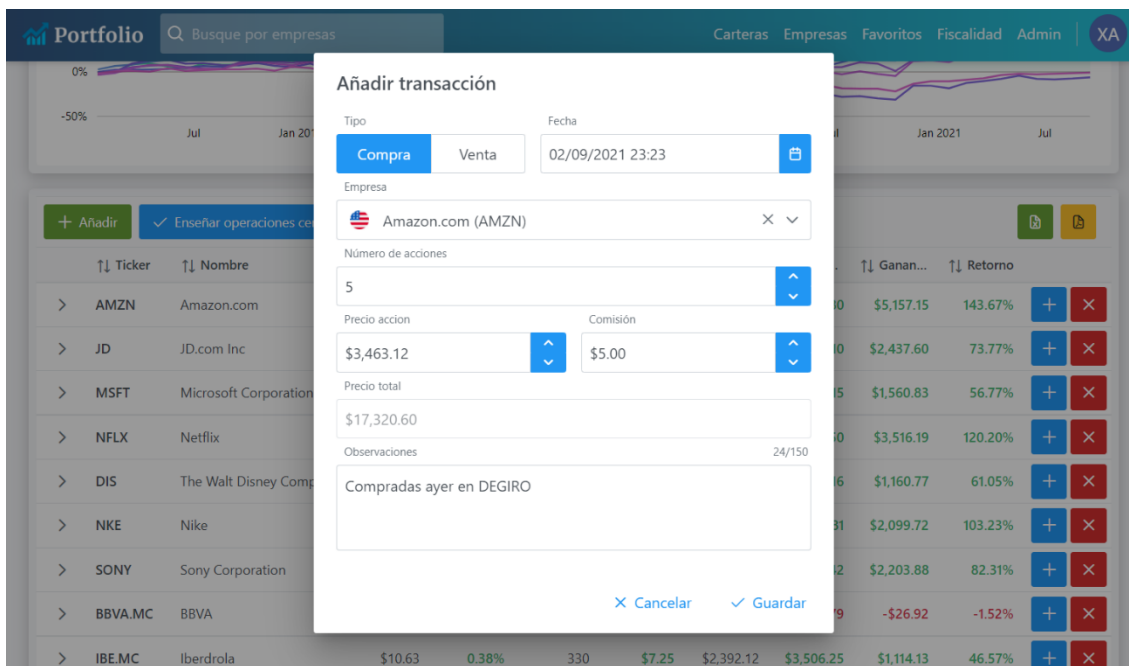 Portfolio
Busque por empresas
Carteras Empresas Favoritos Fiscalidad Admin XA
0%
-50%
Jul
Jan 2021
Jul
Añadir transacción
Tipo
Fecha
Compra Venta
02/09/2021 23:23
Empresa
Amazon.com (AMZN)
Número de acciones
5
Precio accion
Comisión
$3,463.12
$5.00
Precio total
$17,320.60
Observaciones
24/150
Compradas ayer en DEGIRO
Cancelar
Guardar
Añadir
Enseñar operaciones
Ticker Nombre Ganan... Retorno
AMZN Amazon.com $5,157.15 143.67%
JD JD.com Inc $2,437.60 73.77%
MSFT Microsoft Corporation $1,560.83 56.77%
NFLX Netflix $3,516.19 120.20%
DIS The Walt Disney $1,160.77 61.05%
NKE Nike $2,099.72 103.23%
SONY Sony Corporation $2,203.88 82.31%
BBVA.MC BBVA -$26.92 -1.52%
IBE.MC Iberdrola $10.63 0.38% 330 $7.25 $2,392.12 $3,506.25 $1,114.13 46.57%